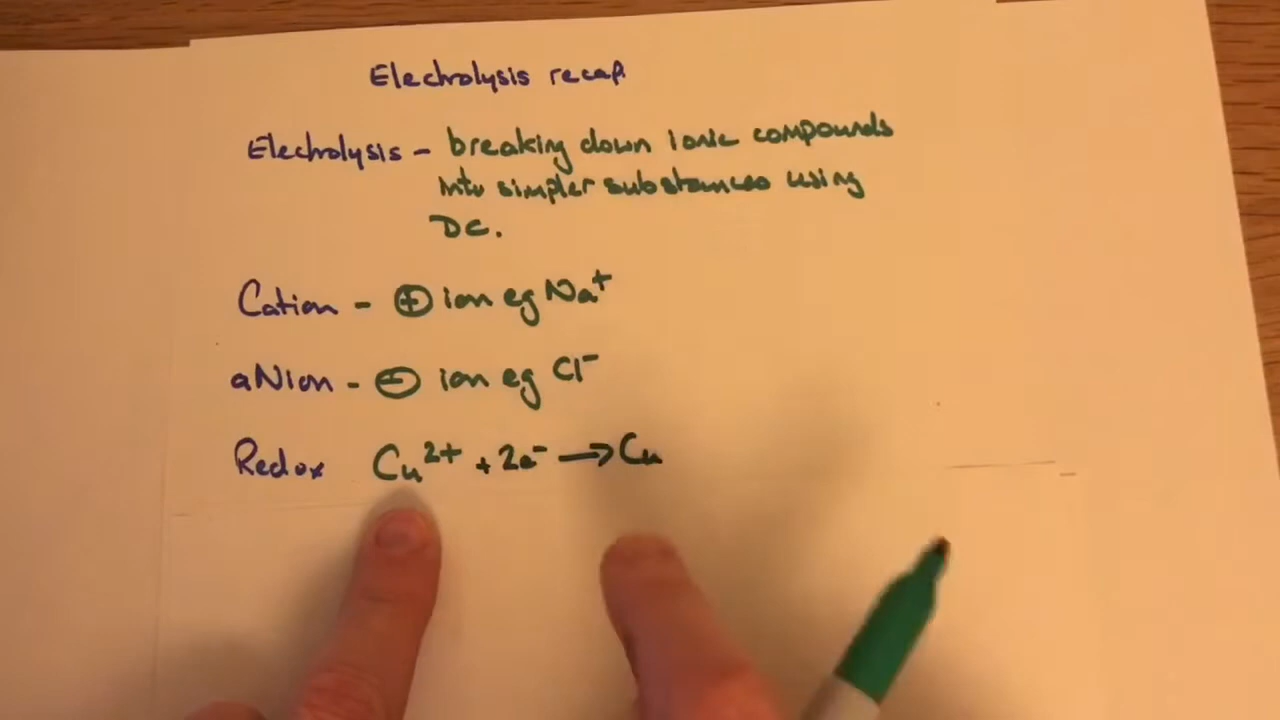 Electrolysis recap
Electrolysis - breaking down ionic compounds
into simpler substances using
DC.
Cation - ⊕ ion eg Na⁺
aNion - ⊖ ion eg Cl⁻
Redox Cu²⁺ + 2e⁻ → Cu